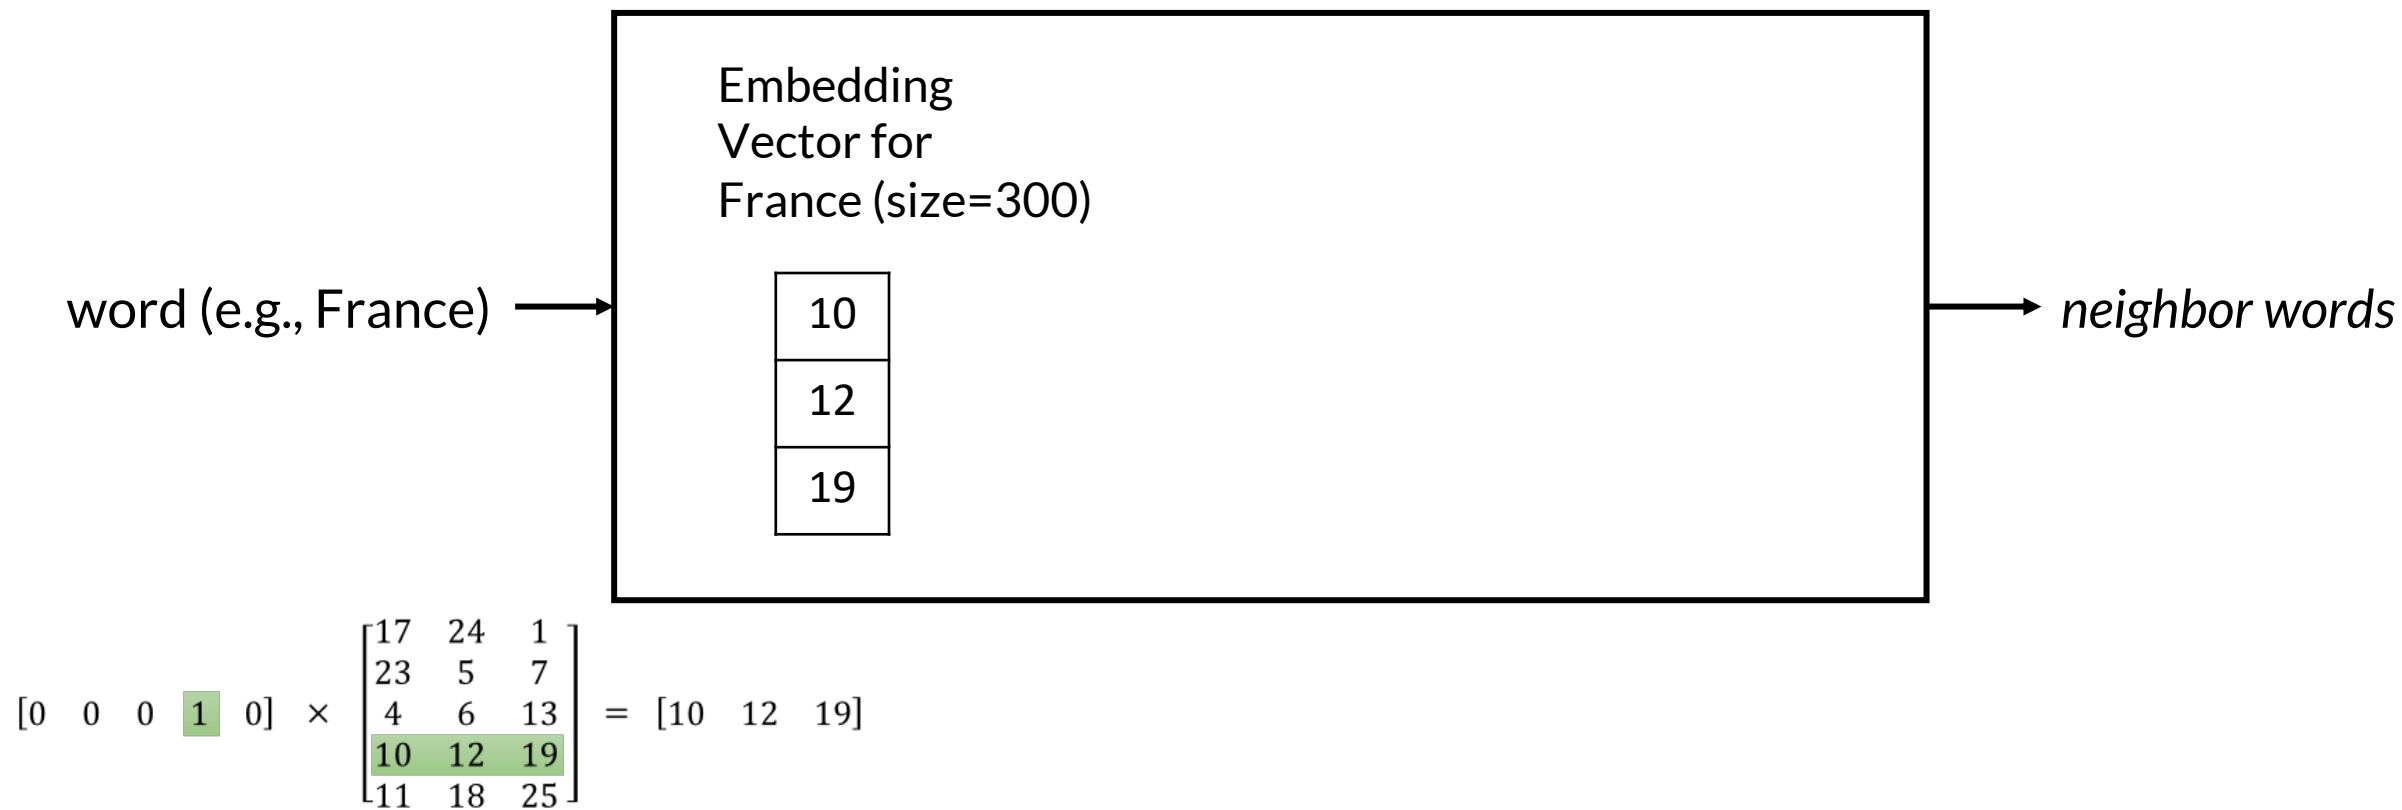 Embedding
Vector for
France (size=300)
word (e.g., France)
10
12
19
neighbor words
[0 0 0 1 0] × [17 24 1
23 5 7
4 6 13
10 12 19
11 18 25] = [10 12 19]